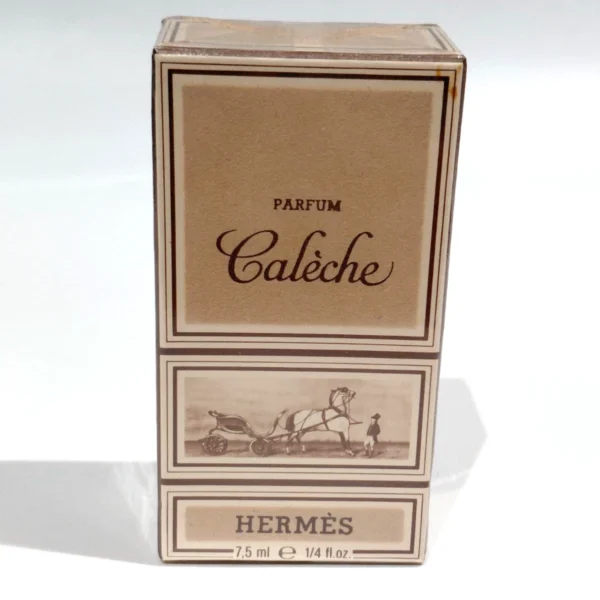 PARFUM
Calèche
HERMÈS
7,5 ml ℮ 1/4 fl.oz.